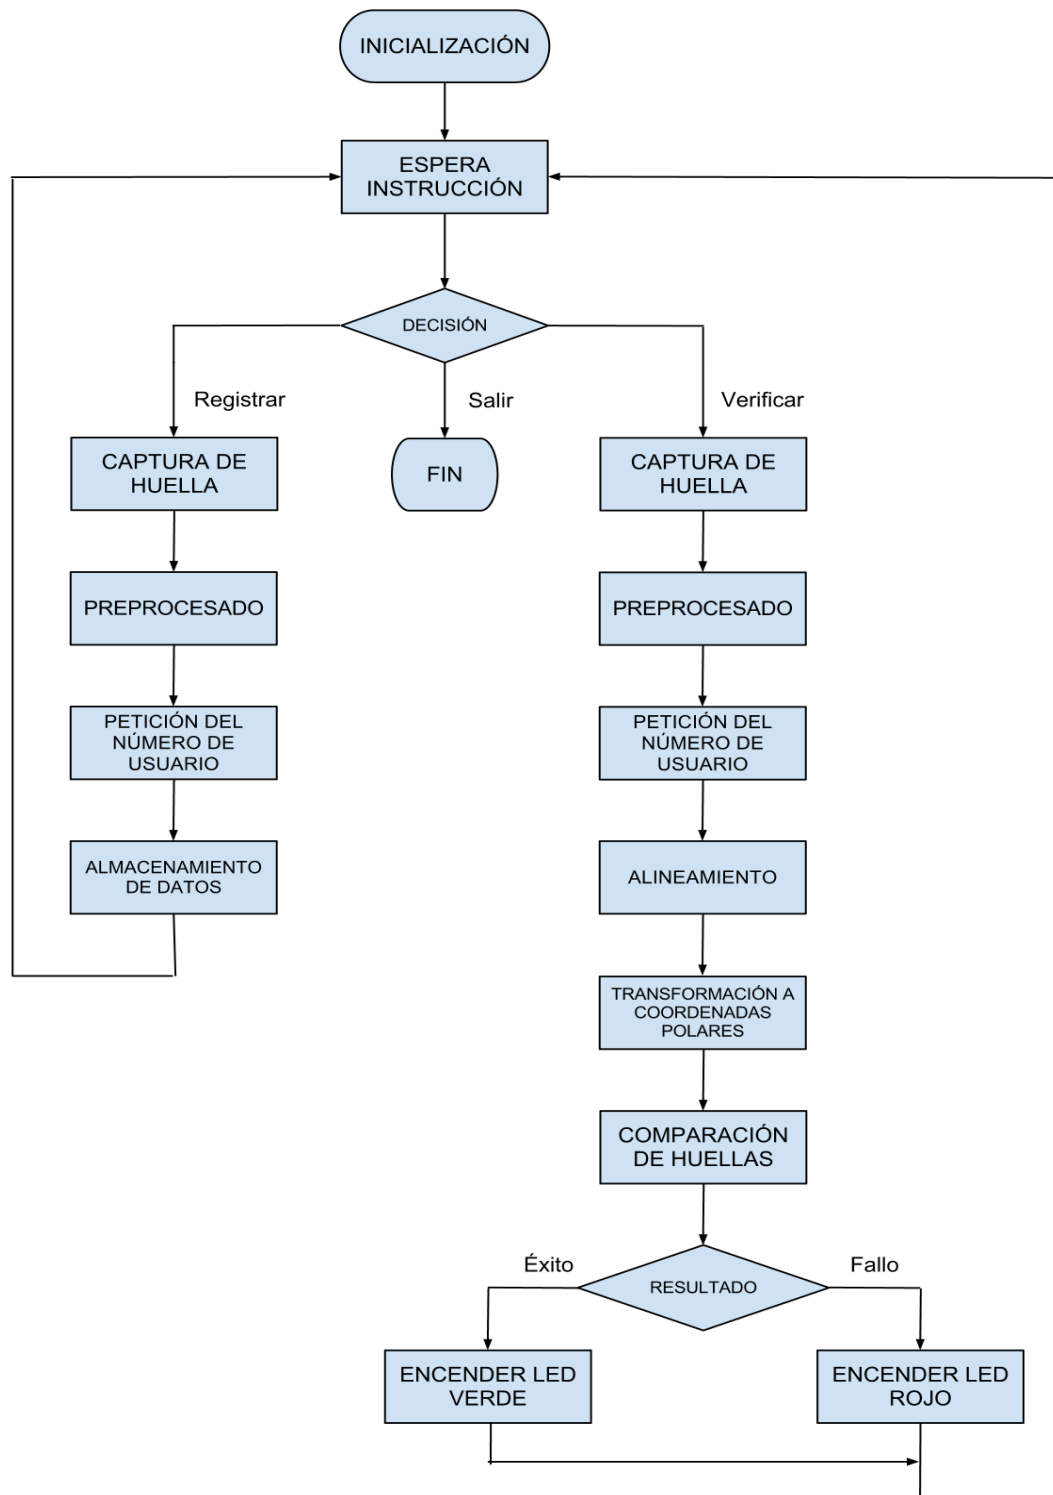 INICIALIZACIÓN
ESPERA
INSTRUCCIÓN
DECISIÓN
Registrar
Salir
Verificar
CAPTURA DE
HUELLA
FIN
CAPTURA DE
HUELLA
PREPROCESADO
PREPROCESADO
PETICIÓN DEL
NÚMERO DE
USUARIO
PETICIÓN DEL
NÚMERO DE
USUARIO
ALMACENAMIENTO
DE DATOS
ALINEAMIENTO
TRANSFORMACIÓN A
COORDENADAS
POLARES
COMPARACIÓN
DE HUELLAS
Éxito
Fallo
RESULTADO
ENCENDER LED
VERDE
ENCENDER LED
ROJO